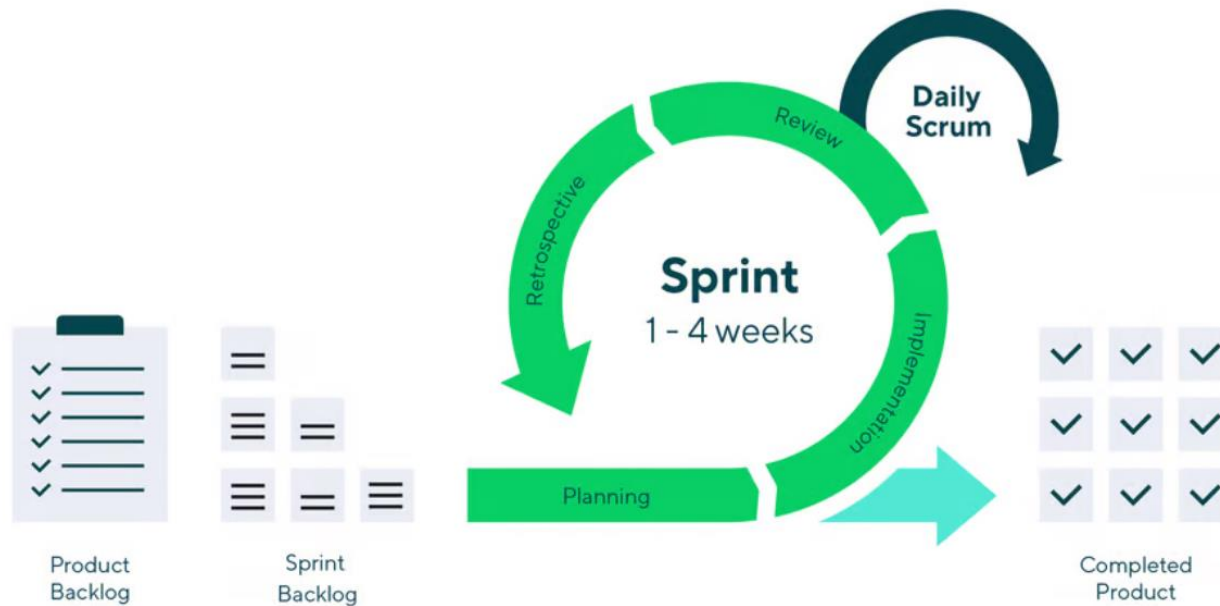 Daily
Scrum
Review
Retrospective
Sprint
1 - 4 weeks
Implementation
Planning
Product
Backlog
Sprint
Backlog
Completed
Product